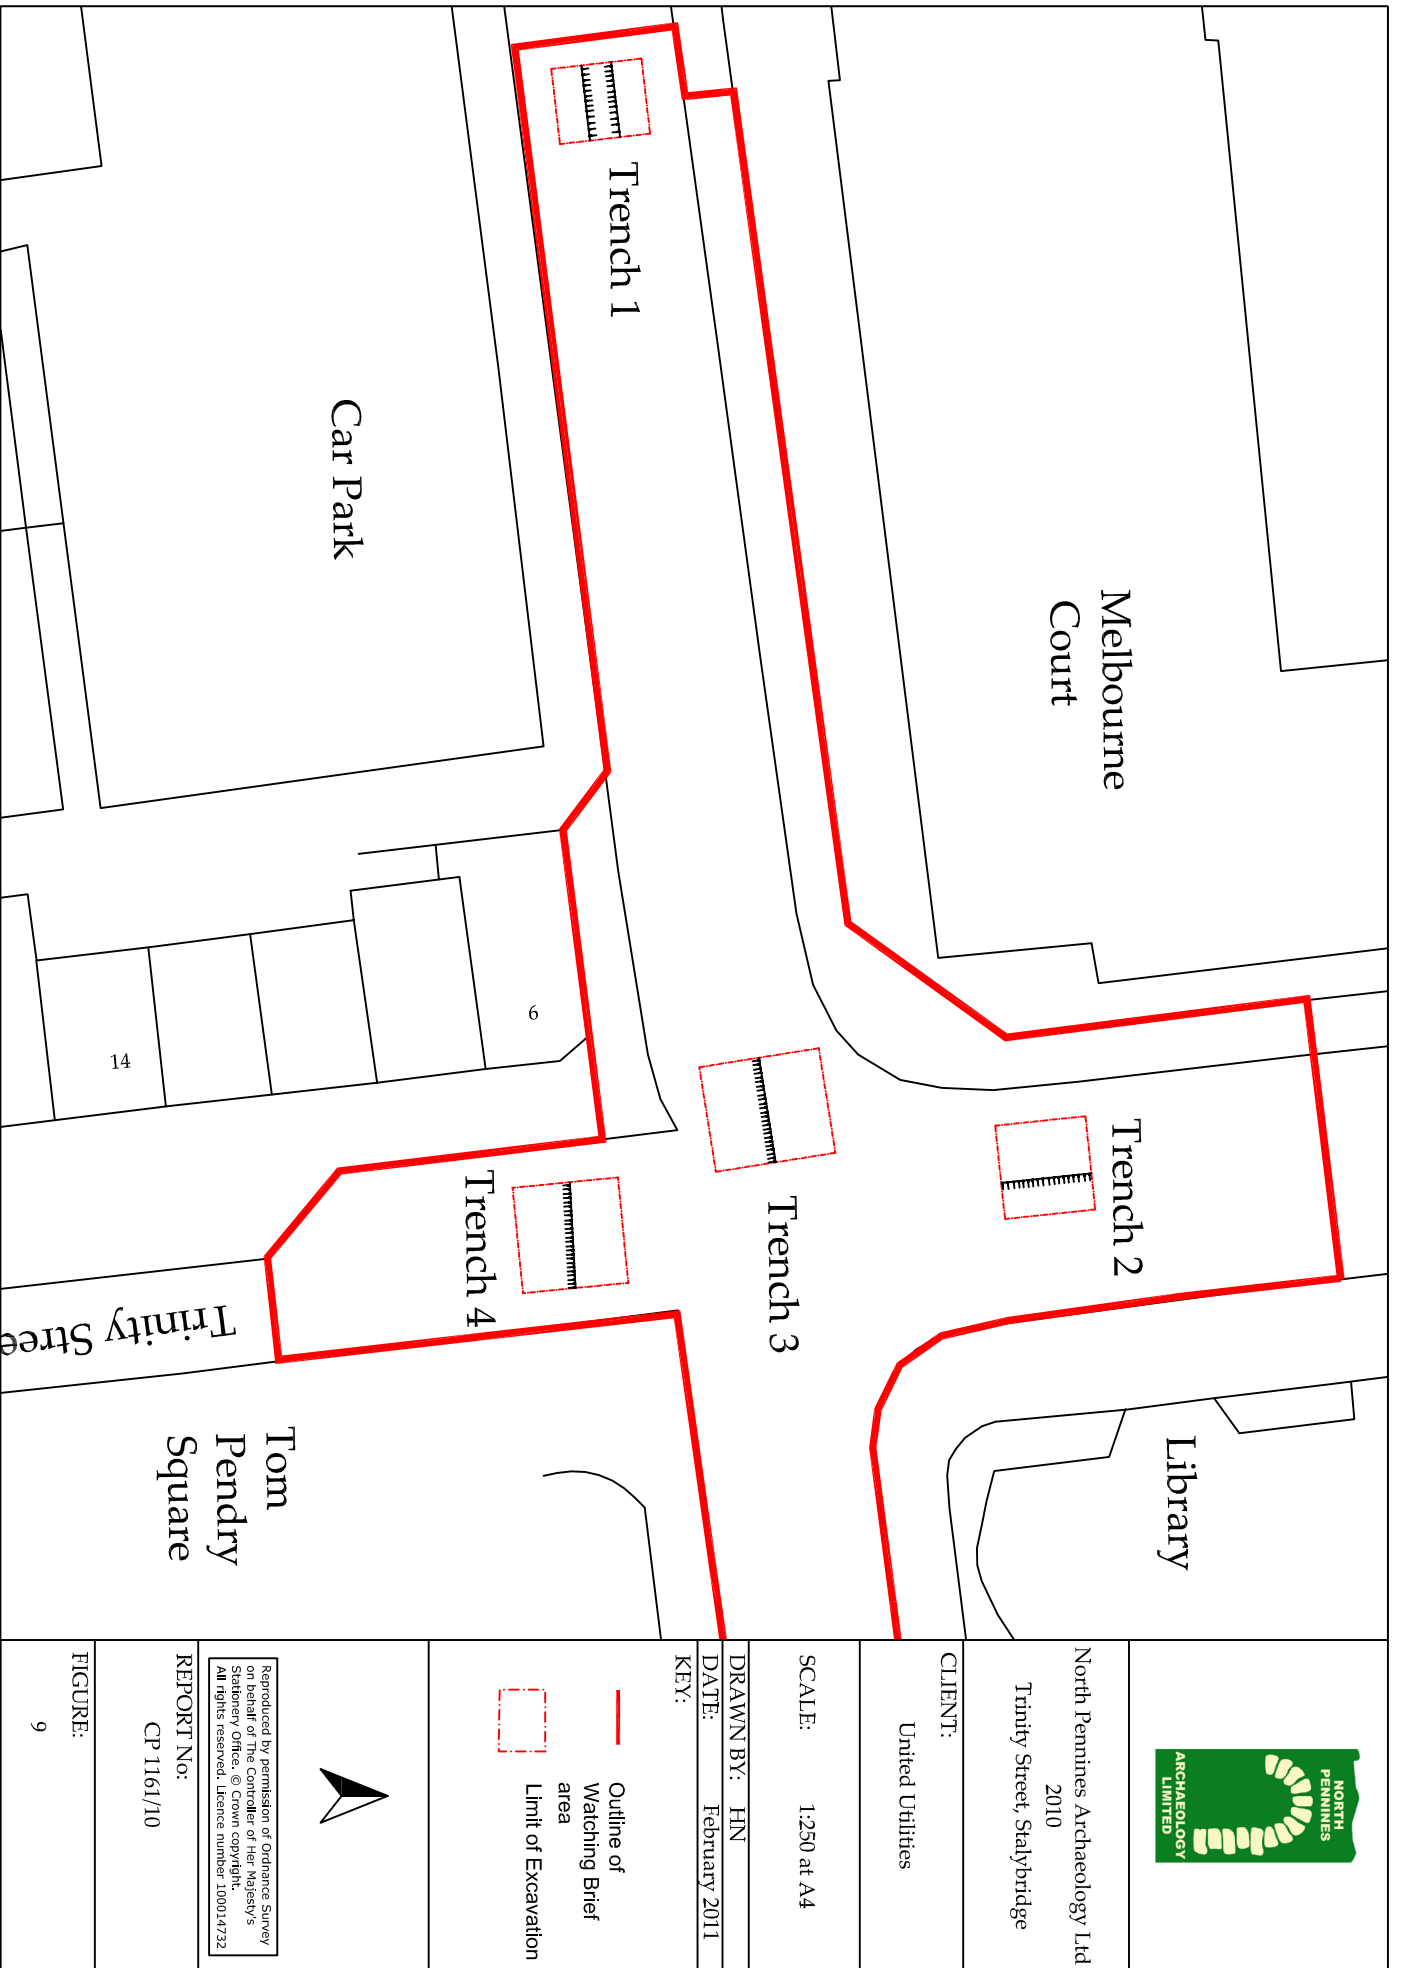 Melbourne
Court
Trench 1
Car Park
Trench 2
Trench 3
Trench 4
6
14
Library
Tom
Pendry
Square
Trinity Stree
NORTH
PENNINES
ARCHAEOLOGY
LIMITED
North Pennines Archaeology Ltd
2010
Trinity Street, Stalybridge
CLIENT:
United Utilities
SCALE: 1:250 at A4
DRAWN BY: HN
DATE: February 2011
KEY:
Outline of
Watching Brief
area
Limit of Excavation
Reproduced by permission of Ordnance Survey
on behalf of The Controller of Her Majesty's
Stationery Office. © Crown copyright.
All rights reserved. Licence number 100014732
REPORT No:
CP 1161/10
FIGURE:
9